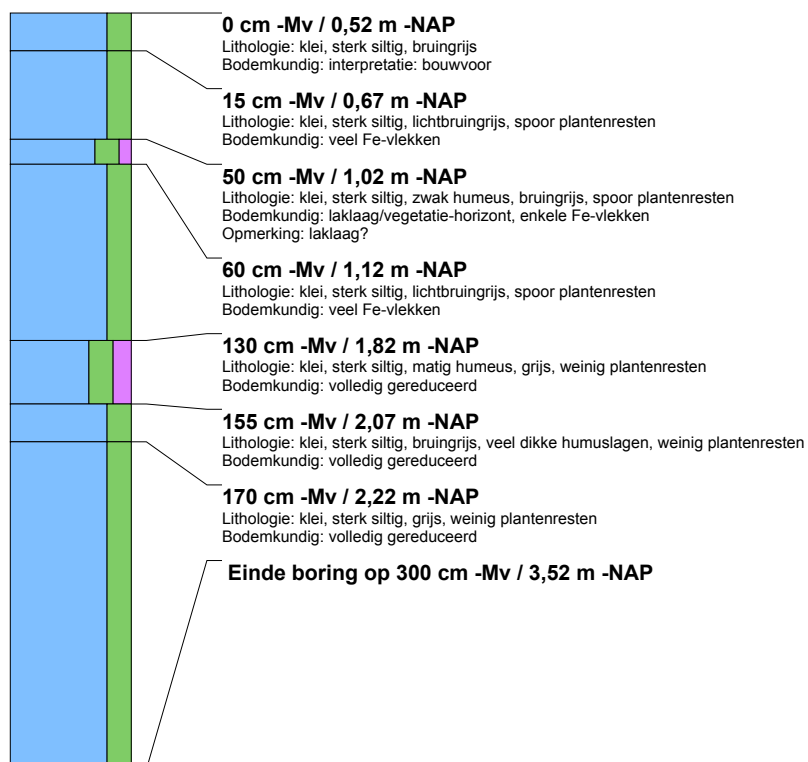 0 cm -Mv / 0,52 m -NAP
Lithologie: klei, sterk siltig, bruingrijs
Bodemkundig: interpretatie: bouwvoor
15 cm -Mv / 0,67 m -NAP
Lithologie: klei, sterk siltig, lichtbruingrijs, spoor plantenresten
Bodemkundig: veel Fe-vlekken
50 cm -Mv / 1,02 m -NAP
Lithologie: klei, sterk siltig, zwak humeus, bruingrijs, spoor plantenresten
Bodemkundig: laklaag/vegetatie-horizont, enkele Fe-vlekken
Opmerking: laklaag?
60 cm -Mv / 1,12 m -NAP
Lithologie: klei, sterk siltig, lichtbruingrijs, spoor plantenresten
Bodemkundig: veel Fe-vlekken
130 cm -Mv / 1,82 m -NAP
Lithologie: klei, sterk siltig, matig humeus, grijs, weinig plantenresten
Bodemkundig: volledig gereduceerd
155 cm -Mv / 2,07 m -NAP
Lithologie: klei, sterk siltig, bruingrijs, veel dikke humuslagen, weinig plantenresten
Bodemkundig: volledig gereduceerd
170 cm -Mv / 2,22 m -NAP
Lithologie: klei, sterk siltig, grijs, weinig plantenresten
Bodemkundig: volledig gereduceerd
Einde boring op 300 cm -Mv / 3,52 m -NAP